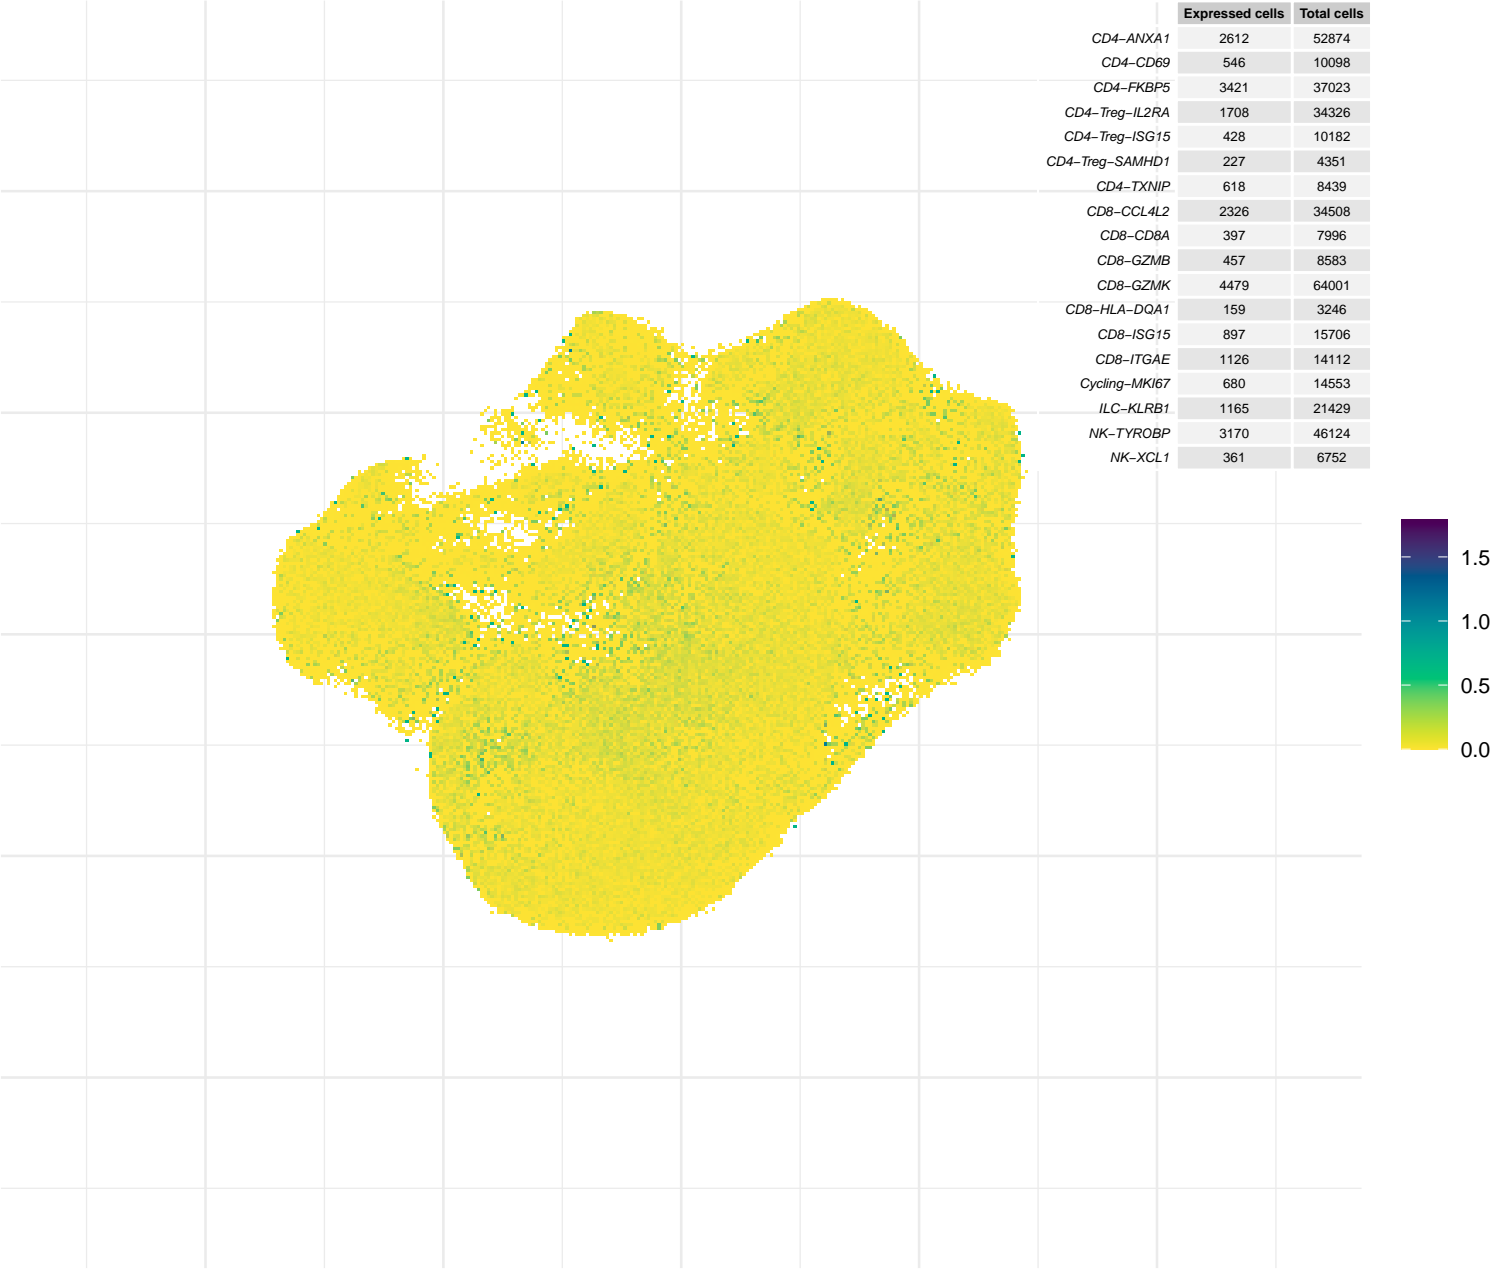 Expressed cells Total cells
CD4−ANXA1 2612 52874
CD4−CD69 546 10098
CD4−FKBP5 3421 37023
CD4−Treg−IL2RA 1708 34326
CD4−Treg−ISG15 428 10182
CD4−Treg−SAMHD1 227 4351
CD4−TXNIP 618 8439
CD8−CCL4L2 2326 34508
CD8−CD8A 397 7996
CD8−GZMB 457 8583
CD8−GZMK 4479 64001
CD8−HLA−DQA1 159 3246
CD8−ISG15 897 15706
CD8−ITGAE 1126 14112
Cycling−MKI67 680 14553
ILC−KLRB1 1165 21429
NK−TYROBP 3170 46124
NK−XCL1 361 6752
1.5
1.0
0.5
0.0